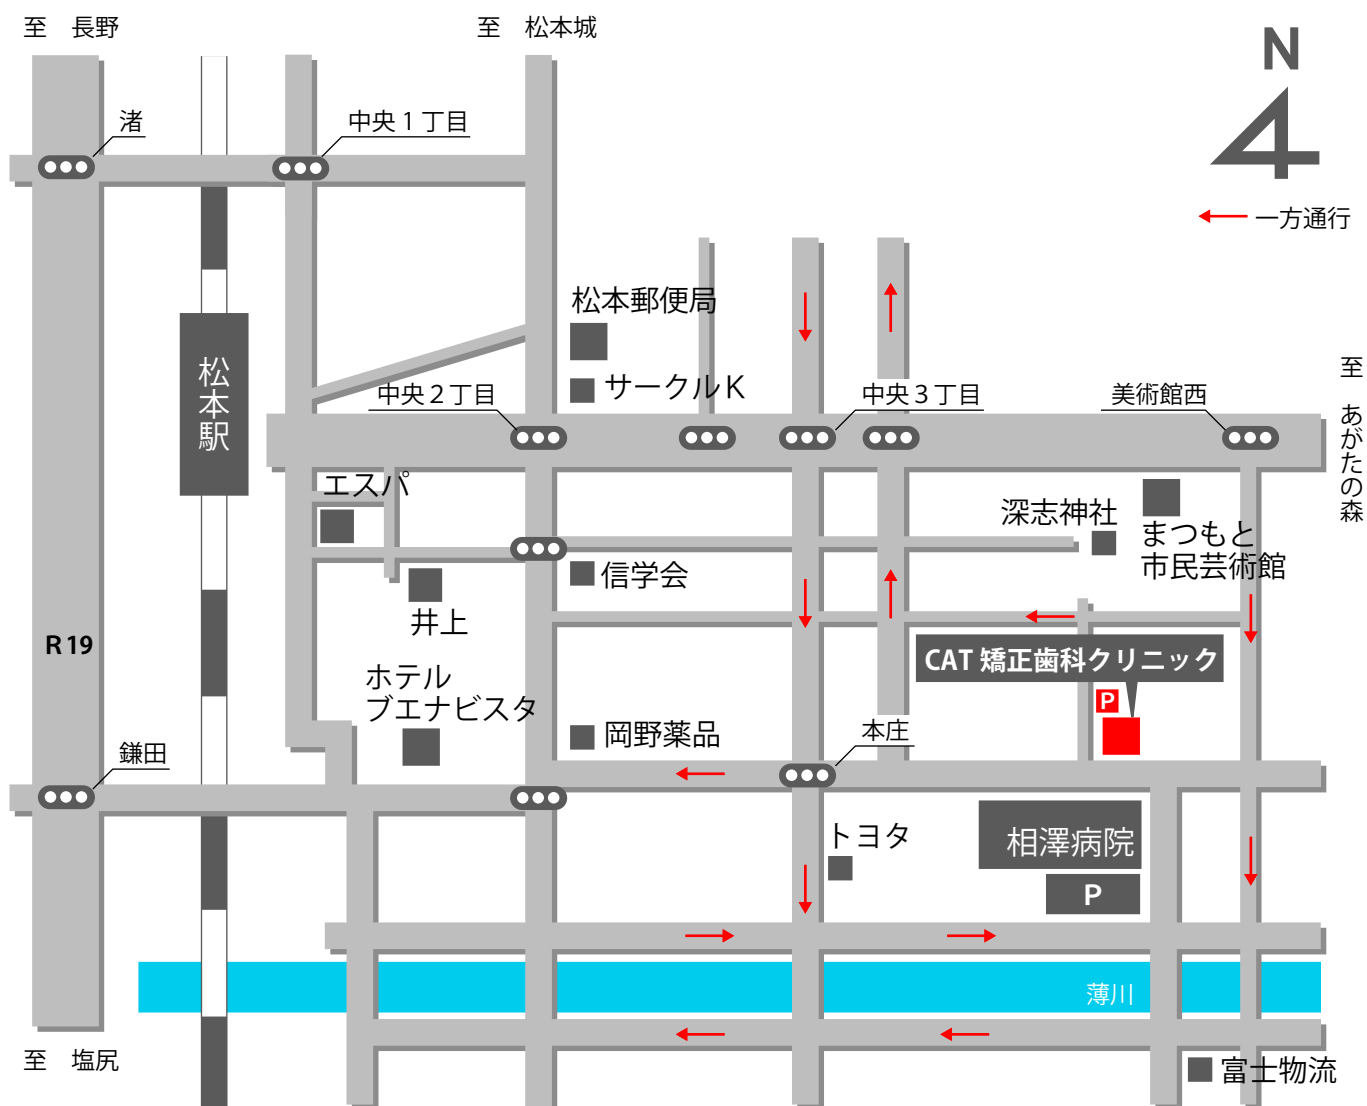 至　長野
至　松本城
N
渚
中央１丁目
一方通行
松本郵便局
サークルＫ
松本駅
中央２丁目
中央３丁目
美術館西
至　あがたの森
エスパ
深志神社
まつもと
市民芸術館
信学会
井上
R 19
CAT 矯正歯科クリニック
ホテル
ブエナビスタ
P
岡野薬品
本庄
鎌田
トヨタ
相澤病院
P
薄川
至　塩尻
富士物流